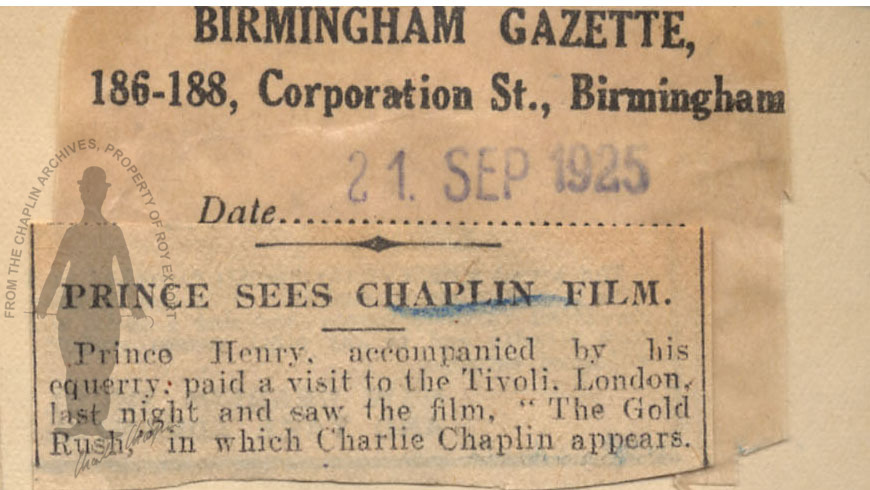 BIRMINGHAM GAZETTE,
186-188, Corporation St., Birmingham
21. SEP 1925
Date..............................
PRINCE SEES CHAPLIN FILM.
Prince Henry, accompanied by his
equerry, paid a visit to the Tivoli, London,
last night and saw the film, “ The Gold
Rush, in which Charlie Chaplin appears.
FROM THE CHAPLIN ARCHIVES, PROPERTY OF ROY EXPORT